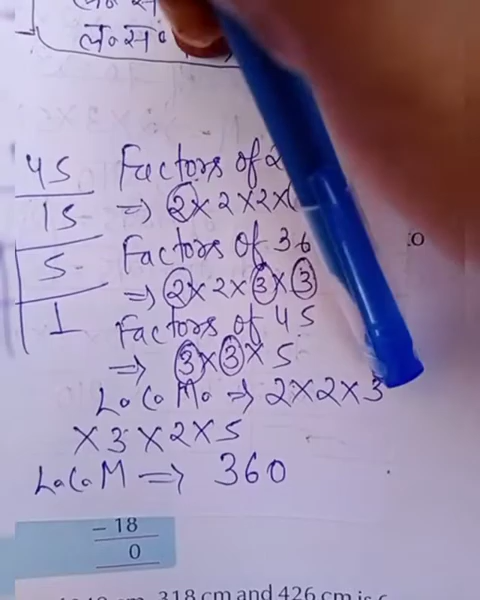 ल०स०
45 Factors of 2
15 => 2×2×2×
5 Factors of 36
=> 2×2×3×3
1 Factors of 45
=> 3×3×5
L.C.M. => 2×2×3
×3×2×5
L.C.M => 360
- 18
0
318 cm and 426 cm is